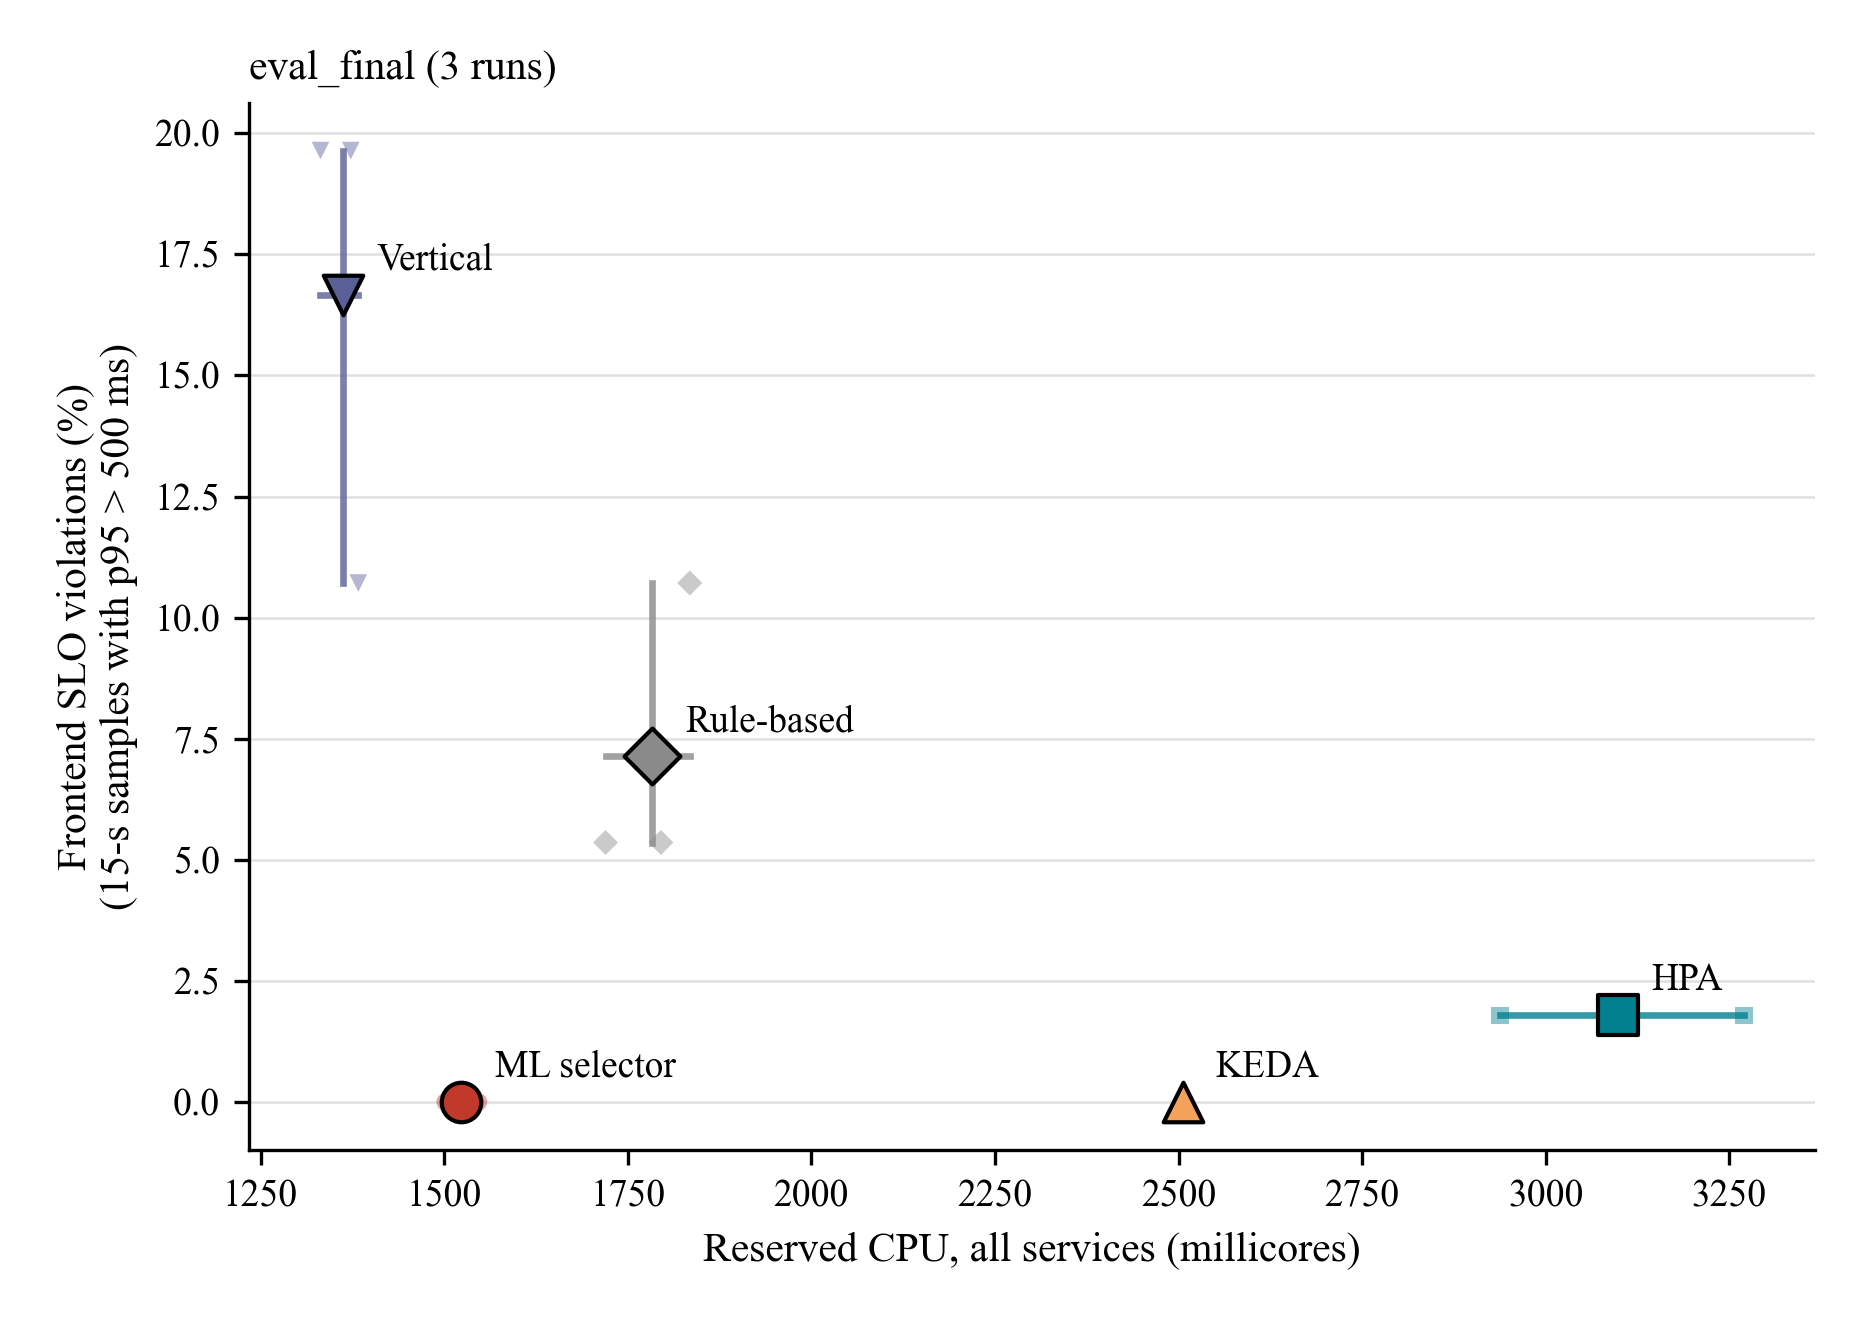 eval_final (3 runs)
Frontend SLO violations (%)
(15-s samples with p95 > 500 ms)
20.0
17.5
15.0
12.5
10.0
7.5
5.0
2.5
0.0
Vertical
Rule-based
HPA
ML selector
KEDA
1250
1500
1750
2000
2250
2500
2750
3000
3250
Reserved CPU, all services (millicores)